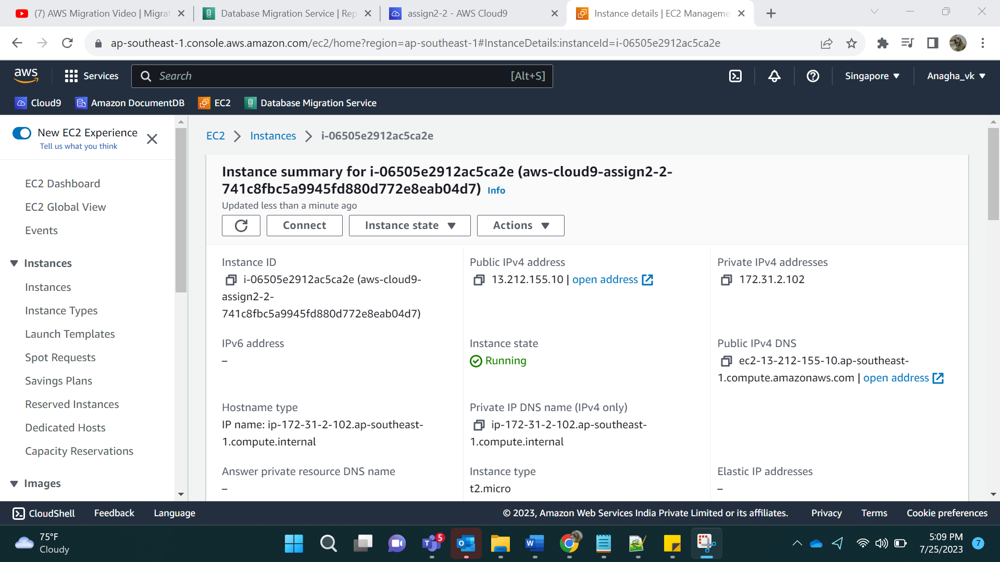 (7) AWS Migration Video | Migrat
Database Migration Service | Rep
assign2-2 - AWS Cloud9
Instance details | EC2 Manageme
ap-southeast-1.console.aws.amazon.com/ec2/home?region=ap-southeast-1#InstanceDetails:instanceId=i-06505e2912ac5ca2e
aws
Services
Search
[Alt+S]
Singapore
Anagha_vk
Cloud9
Amazon DocumentDB
EC2
Database Migration Service
New EC2 Experience
Tell us what you think
EC2 Dashboard
EC2 Global View
Events
Instances
Instances
Instance Types
Launch Templates
Spot Requests
Savings Plans
Reserved Instances
Dedicated Hosts
Capacity Reservations
Images
EC2 > Instances > i-06505e2912ac5ca2e
Instance summary for i-06505e2912ac5ca2e (aws-cloud9-assign2-2-
741c8fbc5a9945fd880d772e8eab04d7) Info
Updated less than a minute ago
Connect
Instance state
Actions
Instance ID
i-06505e2912ac5ca2e (aws-cloud9-
assign2-2-
741c8fbc5a9945fd880d772e8eab04d7)
Public IPv4 address
13.212.155.10 | open address
Private IPv4 addresses
172.31.2.102
IPv6 address
–
Instance state
Running
Public IPv4 DNS
ec2-13-212-155-10.ap-southeast-
1.compute.amazonaws.com | open address
Hostname type
IP name: ip-172-31-2-102.ap-southeast-
1.compute.internal
Private IP DNS name (IPv4 only)
ip-172-31-2-102.ap-southeast-
1.compute.internal
Answer private resource DNS name
–
Instance type
t2.micro
Elastic IP addresses
–
CloudShell
Feedback
Language
© 2023, Amazon Web Services India Private Limited or its affiliates.
Privacy
Terms
Cookie preferences
75°F
Cloudy
5
5:09 PM
7/25/2023
7